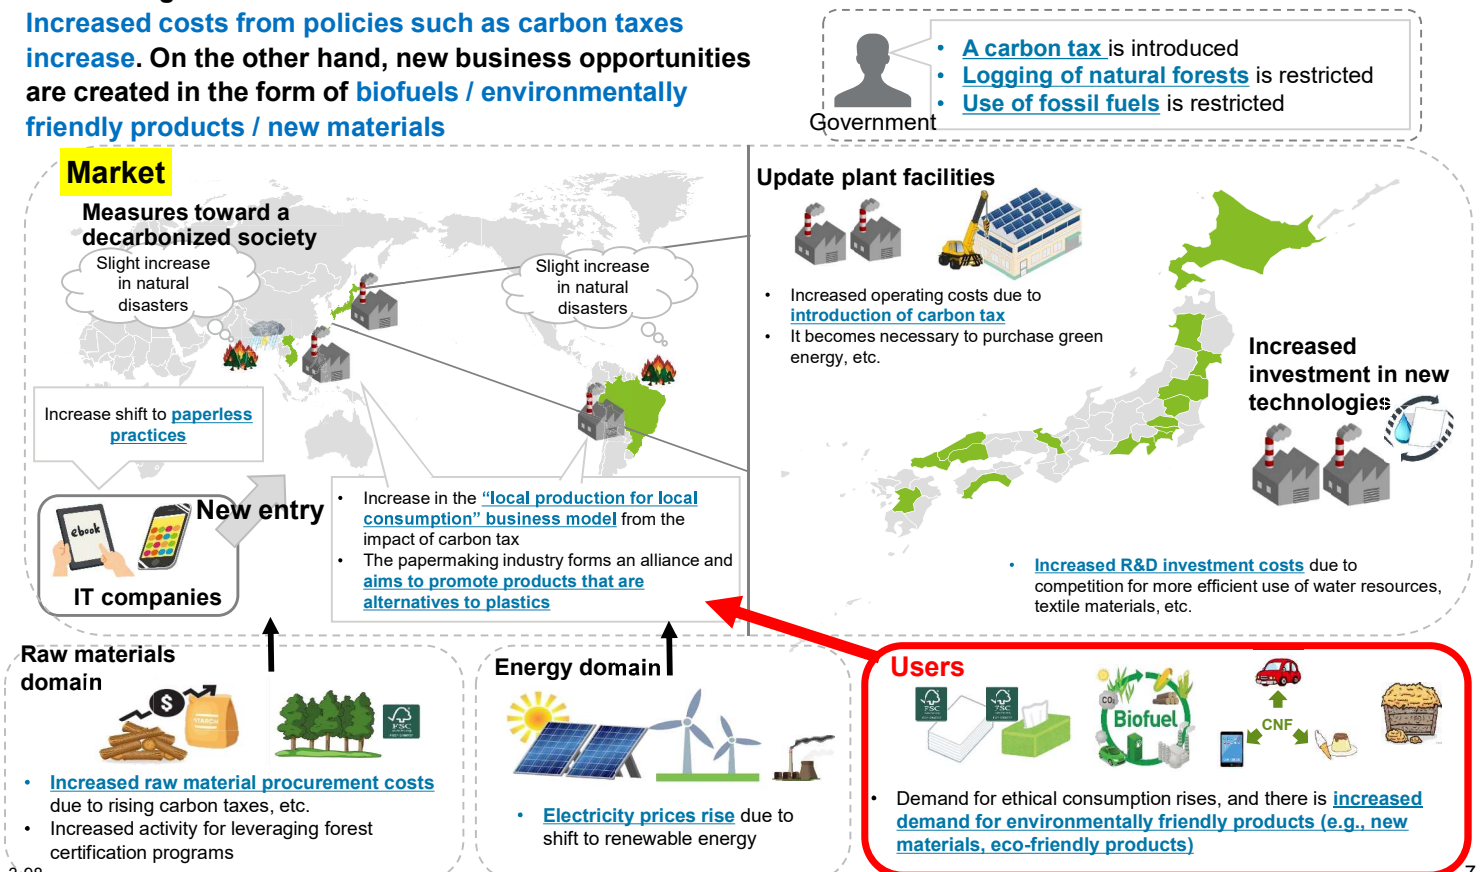 Increased costs from policies such as carbon taxes
increase. On the other hand, new business opportunities
are created in the form of biofuels / environmentally
friendly products / new materials
Government
• A carbon tax is introduced
• Logging of natural forests is restricted
• Use of fossil fuels is restricted
Market
Measures toward a
decarbonized society
Slight increase
in natural
disasters
Slight increase
in natural
disasters
Increase shift to paperless
practices
ebook
New entry
IT companies
• Increase in the “local production for local
consumption” business model from the
impact of carbon tax
• The papermaking industry forms an alliance and
aims to promote products that are
alternatives to plastics
Update plant facilities
• Increased operating costs due to
introduction of carbon tax
• It becomes necessary to purchase green
energy, etc.
Increased
investment in new
technologies
• Increased R&D investment costs due to
competition for more efficient use of water resources,
textile materials, etc.
Raw materials
domain
$
STARCH
FSC
• Increased raw material procurement costs
due to rising carbon taxes, etc.
• Increased activity for leveraging forest
certification programs
Energy domain
• Electricity prices rise due to
shift to renewable energy
Users
FSC
FSC
CO₂
Biofuel
CNF
• Demand for ethical consumption rises, and there is increased
demand for environmentally friendly products (e.g., new
materials, eco-friendly products)